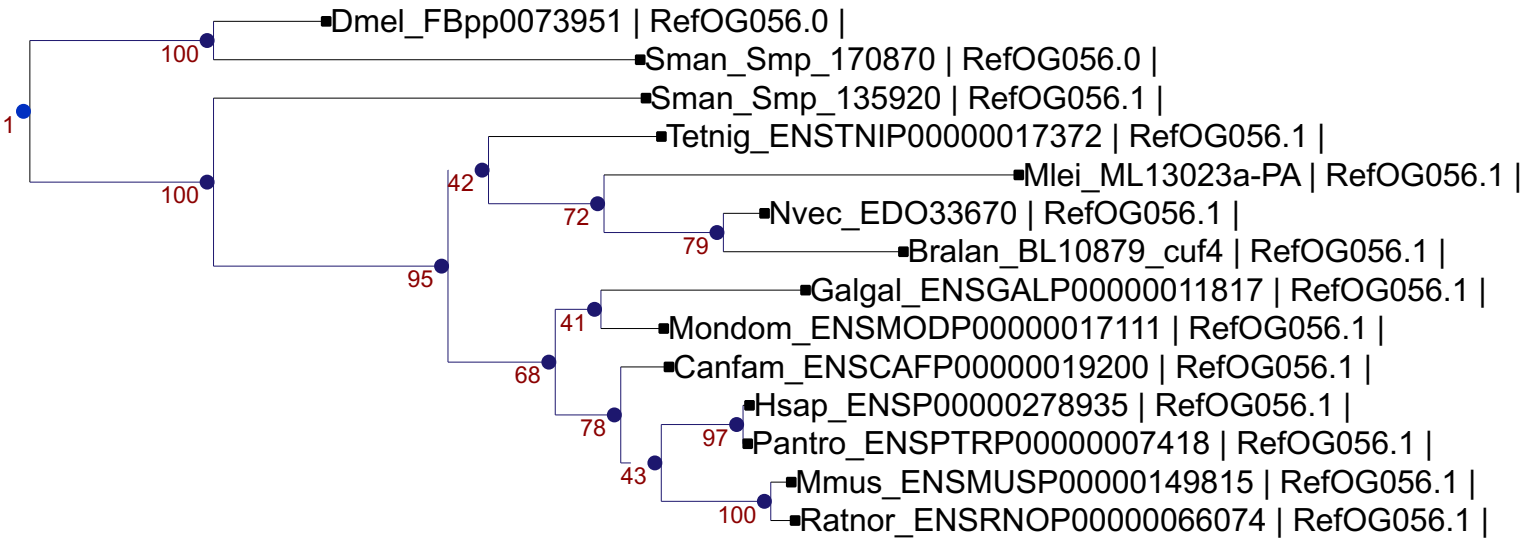 Dmel_FBpp0073951 | RefOG056.0 |
100
Sman_Smp_170870 | RefOG056.0 |
Sman_Smp_135920 | RefOG056.1 |
1
Tetnig_ENSTNIP00000017372 | RefOG056.1 |
42
Mlei_ML13023a-PA | RefOG056.1 |
100
72
Nvec_EDO33670 | RefOG056.1 |
79
Bralan_BL10879_cuf4 | RefOG056.1 |
95
Galgal_ENSGALP00000011817 | RefOG056.1 |
41
Mondom_ENSMODP00000017111 | RefOG056.1 |
68
Canfam_ENSCAFP00000019200 | RefOG056.1 |
Hsap_ENSP00000278935 | RefOG056.1 |
78
97
Pantro_ENSPTRP00000007418 | RefOG056.1 |
43
Mmus_ENSMUSP00000149815 | RefOG056.1 |
100
Ratnor_ENSRNOP00000066074 | RefOG056.1 |